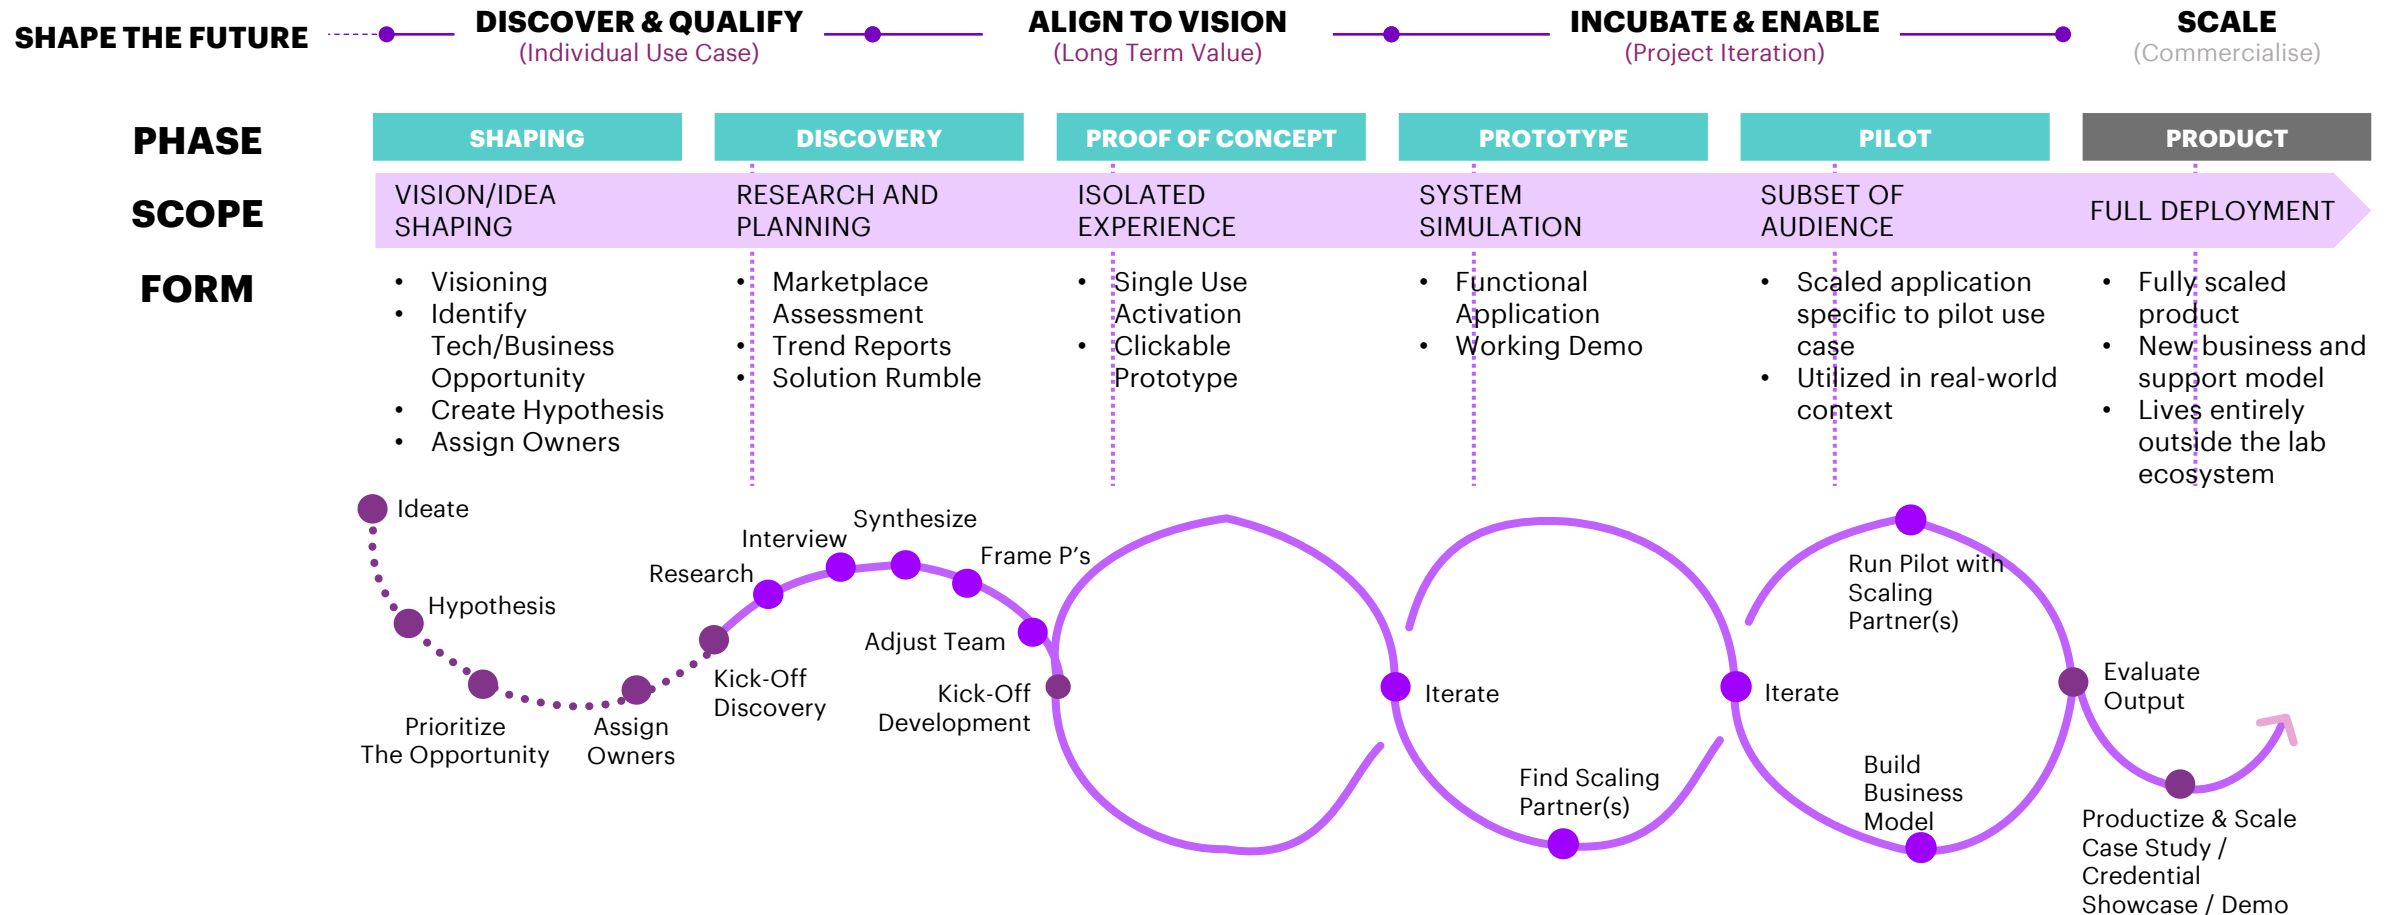 SHAPE THE FUTURE
DISCOVER & QUALIFY
(Individual Use Case)
ALIGN TO VISION
(Long Term Value)
INCUBATE & ENABLE
(Project Iteration)
SCALE
(Commercialise)
PHASE
SHAPING
DISCOVERY
PROOF OF CONCEPT
PROTOTYPE
PILOT
PRODUCT
SCOPE
VISION/IDEA
SHAPING
RESEARCH AND
PLANNING
ISOLATED
EXPERIENCE
SYSTEM
SIMULATION
SUBSET OF
AUDIENCE
FULL DEPLOYMENT
FORM
• Visioning
• Identify
Tech/Business
Opportunity
• Create Hypothesis
• Assign Owners
• Marketplace
Assessment
• Trend Reports
• Solution Rumble
• Single Use
Activation
• Clickable
Prototype
• Functional
Application
• Working Demo
• Scaled application
specific to pilot use
case
• Utilized in real-world
context
• Fully scaled
product
• New business and
support model
• Lives entirely
outside the lab
ecosystem
Ideate
Hypothesis
Prioritize
The Opportunity
Assign
Owners
Kick-Off
Discovery
Research
Interview
Synthesize
Frame P's
Adjust Team
Kick-Off
Development
Iterate
Find Scaling
Partner(s)
Iterate
Run Pilot with
Scaling
Partner(s)
Build
Business
Model
Evaluate
Output
Productize & Scale
Case Study /
Credential
Showcase / Demo